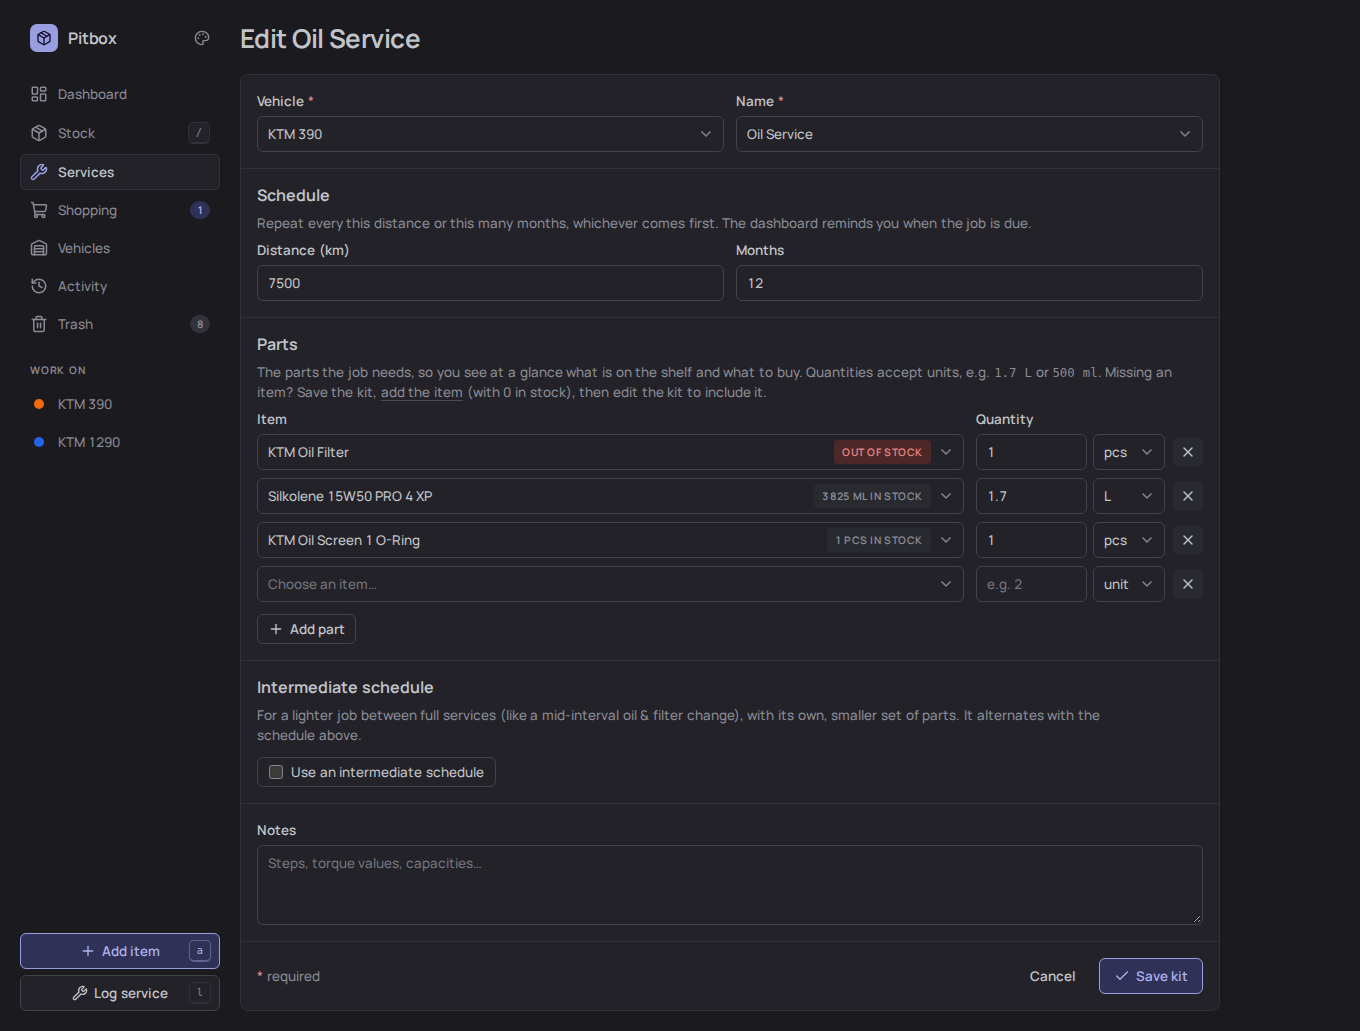 Pitbox
Edit Oil Service
Dashboard
Stock /
Services
Shopping 1
Vehicles
Activity
Trash 8
WORK ON
KTM 390
KTM 1290
Add item a
Log service l
Vehicle *
KTM 390
Name *
Oil Service
Schedule
Repeat every this distance or this many months, whichever comes first. The dashboard reminds you when the job is due.
Distance (km)
7500
Months
12
Parts
The parts the job needs, so you see at a glance what is on the shelf and what to buy. Quantities accept units, e.g. 1.7 L or 500 ml. Missing an
item? Save the kit, add the item (with 0 in stock), then edit the kit to include it.
Item Quantity
KTM Oil Filter OUT OF STOCK 1 pcs
Silkolene 15W50 PRO 4 XP 3 825 ML IN STOCK 1.7 L
KTM Oil Screen 1 O-Ring 1 PCS IN STOCK 1 pcs
Choose an item… e.g. 2 unit
Add part
Intermediate schedule
For a lighter job between full services (like a mid-interval oil & filter change), with its own, smaller set of parts. It alternates with the
schedule above.
Use an intermediate schedule
Notes
Steps, torque values, capacities…
* required
Cancel
Save kit